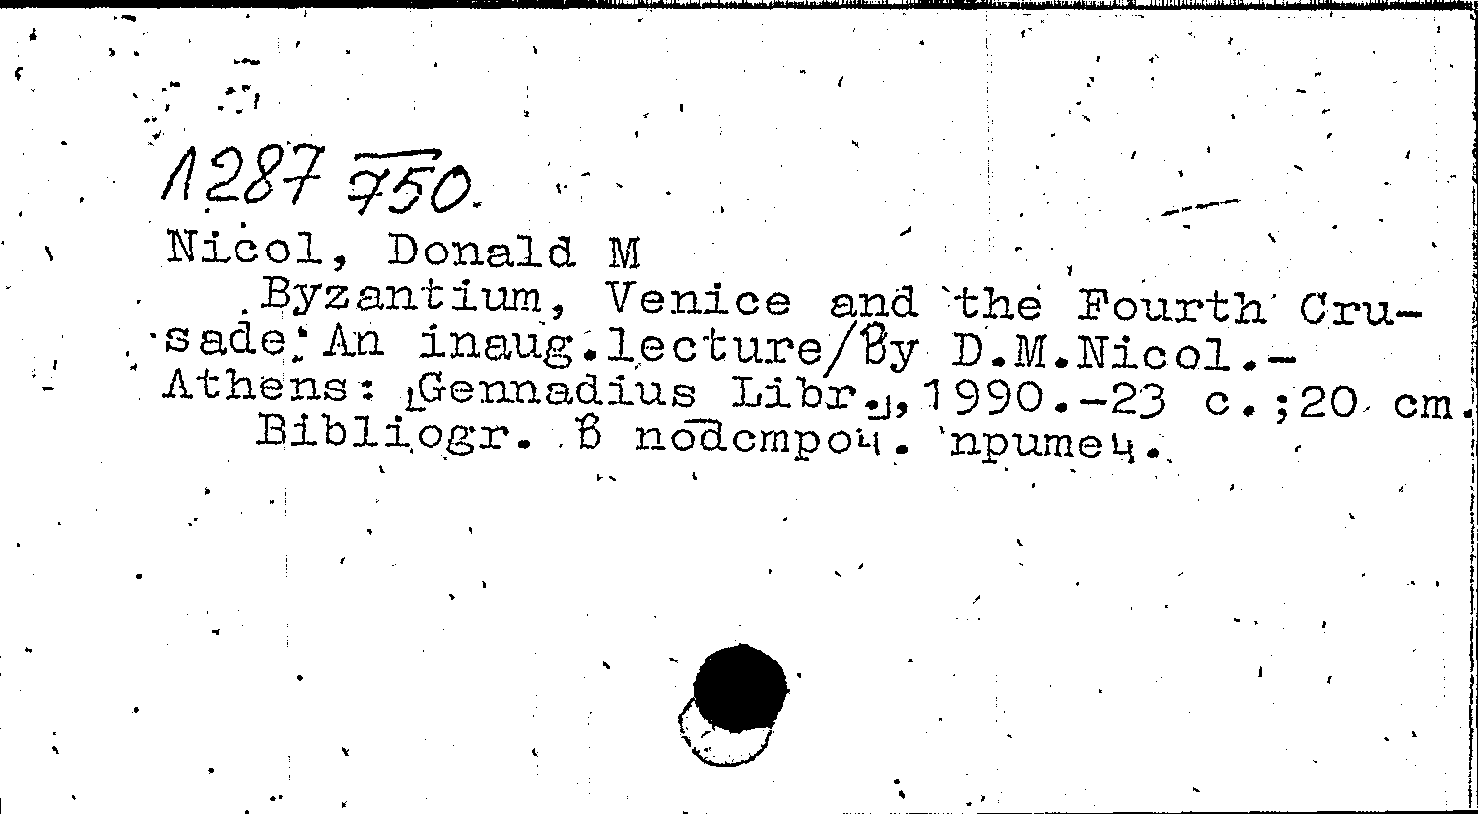 1287 750.
Nicol, Donald M
Byzantium, Venice and the Fourth Cru-
sade: An inaug.lecture/By D.M.Nicol.-
Athens: [Gennadius Libr.], 1990.-23 c.;20 cm.
Bibliogr. в подстроч. примеч.